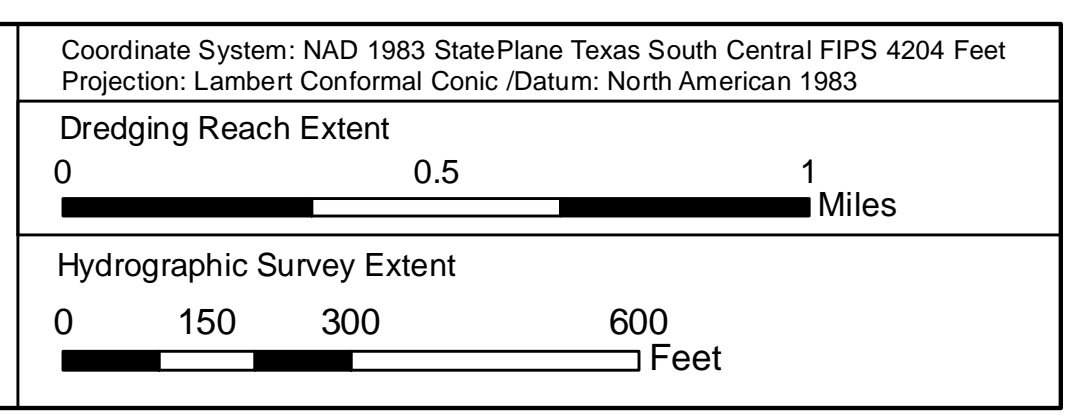 Coordinate System: NAD 1983 StatePlane Texas South Central FIPS 4204 Feet
Projection: Lambert Conformal Conic /Datum: North American 1983
Dredging Reach Extent
0 0.5 1
Miles
Hydrographic Survey Extent
0 150 300 600
Feet